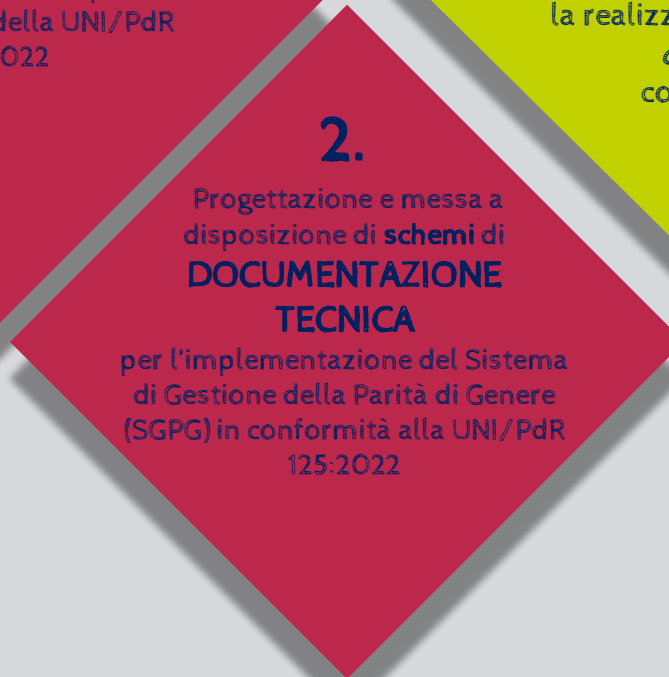 della UNI/PdR
la realizz
022
co
2.
Progettazione e messa a
disposizione di schemi di
DOCUMENTAZIONE
TECNICA
per l'implementazione del Sistema
di Gestione della Parità di Genere
(SGPG) in conformità alla UNI/PdR
125:2022